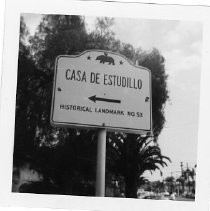 CASA DE ESTUDILLO
HISTORICAL LANDMARK NO. 53